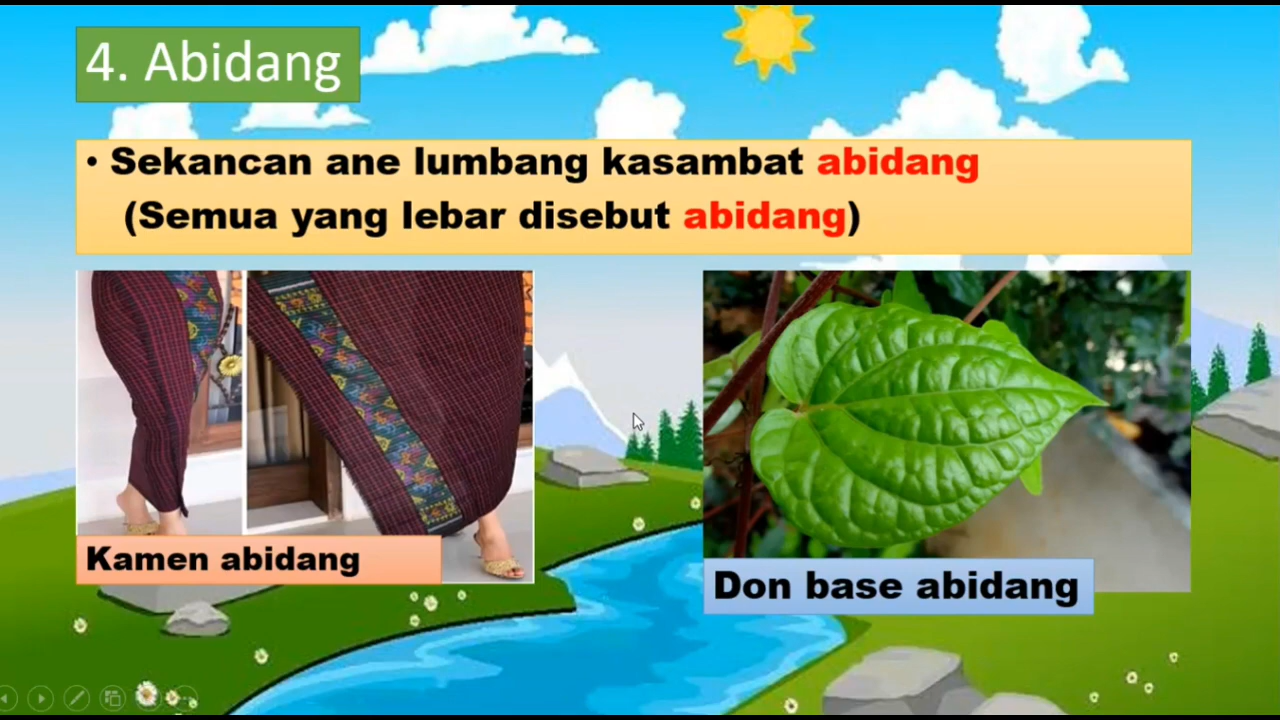 4. Abidang
• Sekancan ane lumbang kasambat abidang
(Semua yang lebar disebut abidang)
Kamen abidang
Don base abidang